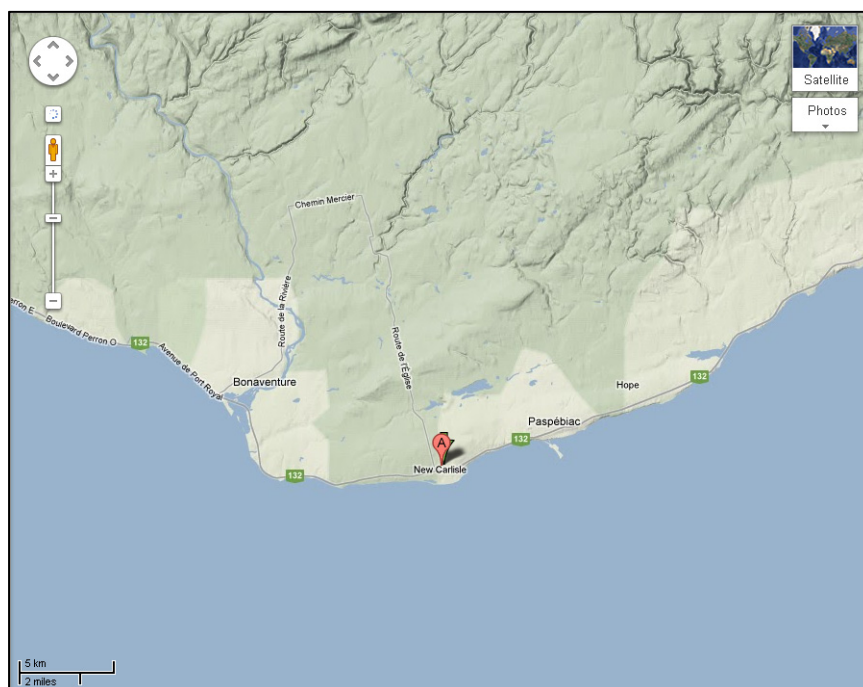 Satellite
Photos
Chemin Mercier
Route de la Rivière
erron E
Boulevard Perron O
132
Avenue de Port Royal
Route de l'Église
Bonaventure
Hope
132
Paspébiac
132
A
New Carlisle
132
5 km
2 miles